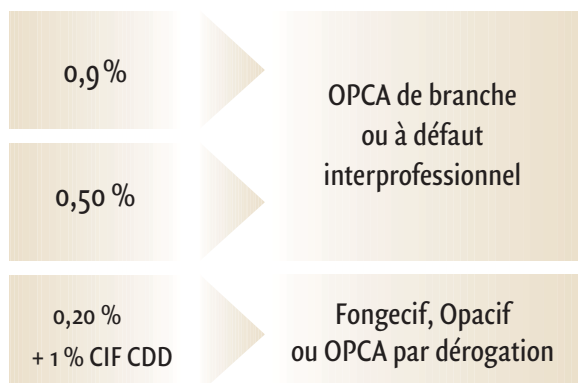 0,9 %
OPCA de branche
ou à défaut
interprofessionnel
0,50 %
0,20 %
+ 1 % CIF CDD
Fongecif, Opacif
ou OPCA par dérogation